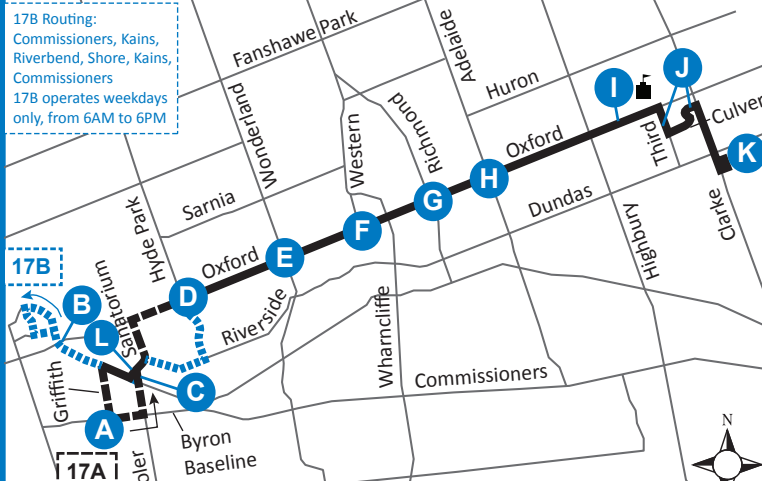 17B Routing:
Commissioners, Kains,
Riverbend, Shore, Kains,
Commissioners
17B operates weekdays
only, from 6AM to 6PM
Fanshawe Park
Adelaide
Wonderland
Huron
I
J
Culver
Richmond
Western
Oxford
Third
K
H
Sarnia
Hyde Park
G
Dundas
F
Clarke
Highbury
E
Oxford
17B
D
Sanatorium
B
Riverside
L
Wharncliffe
Commissioners
Griffith
C
A
Byron
Baseline
N
17A
pler